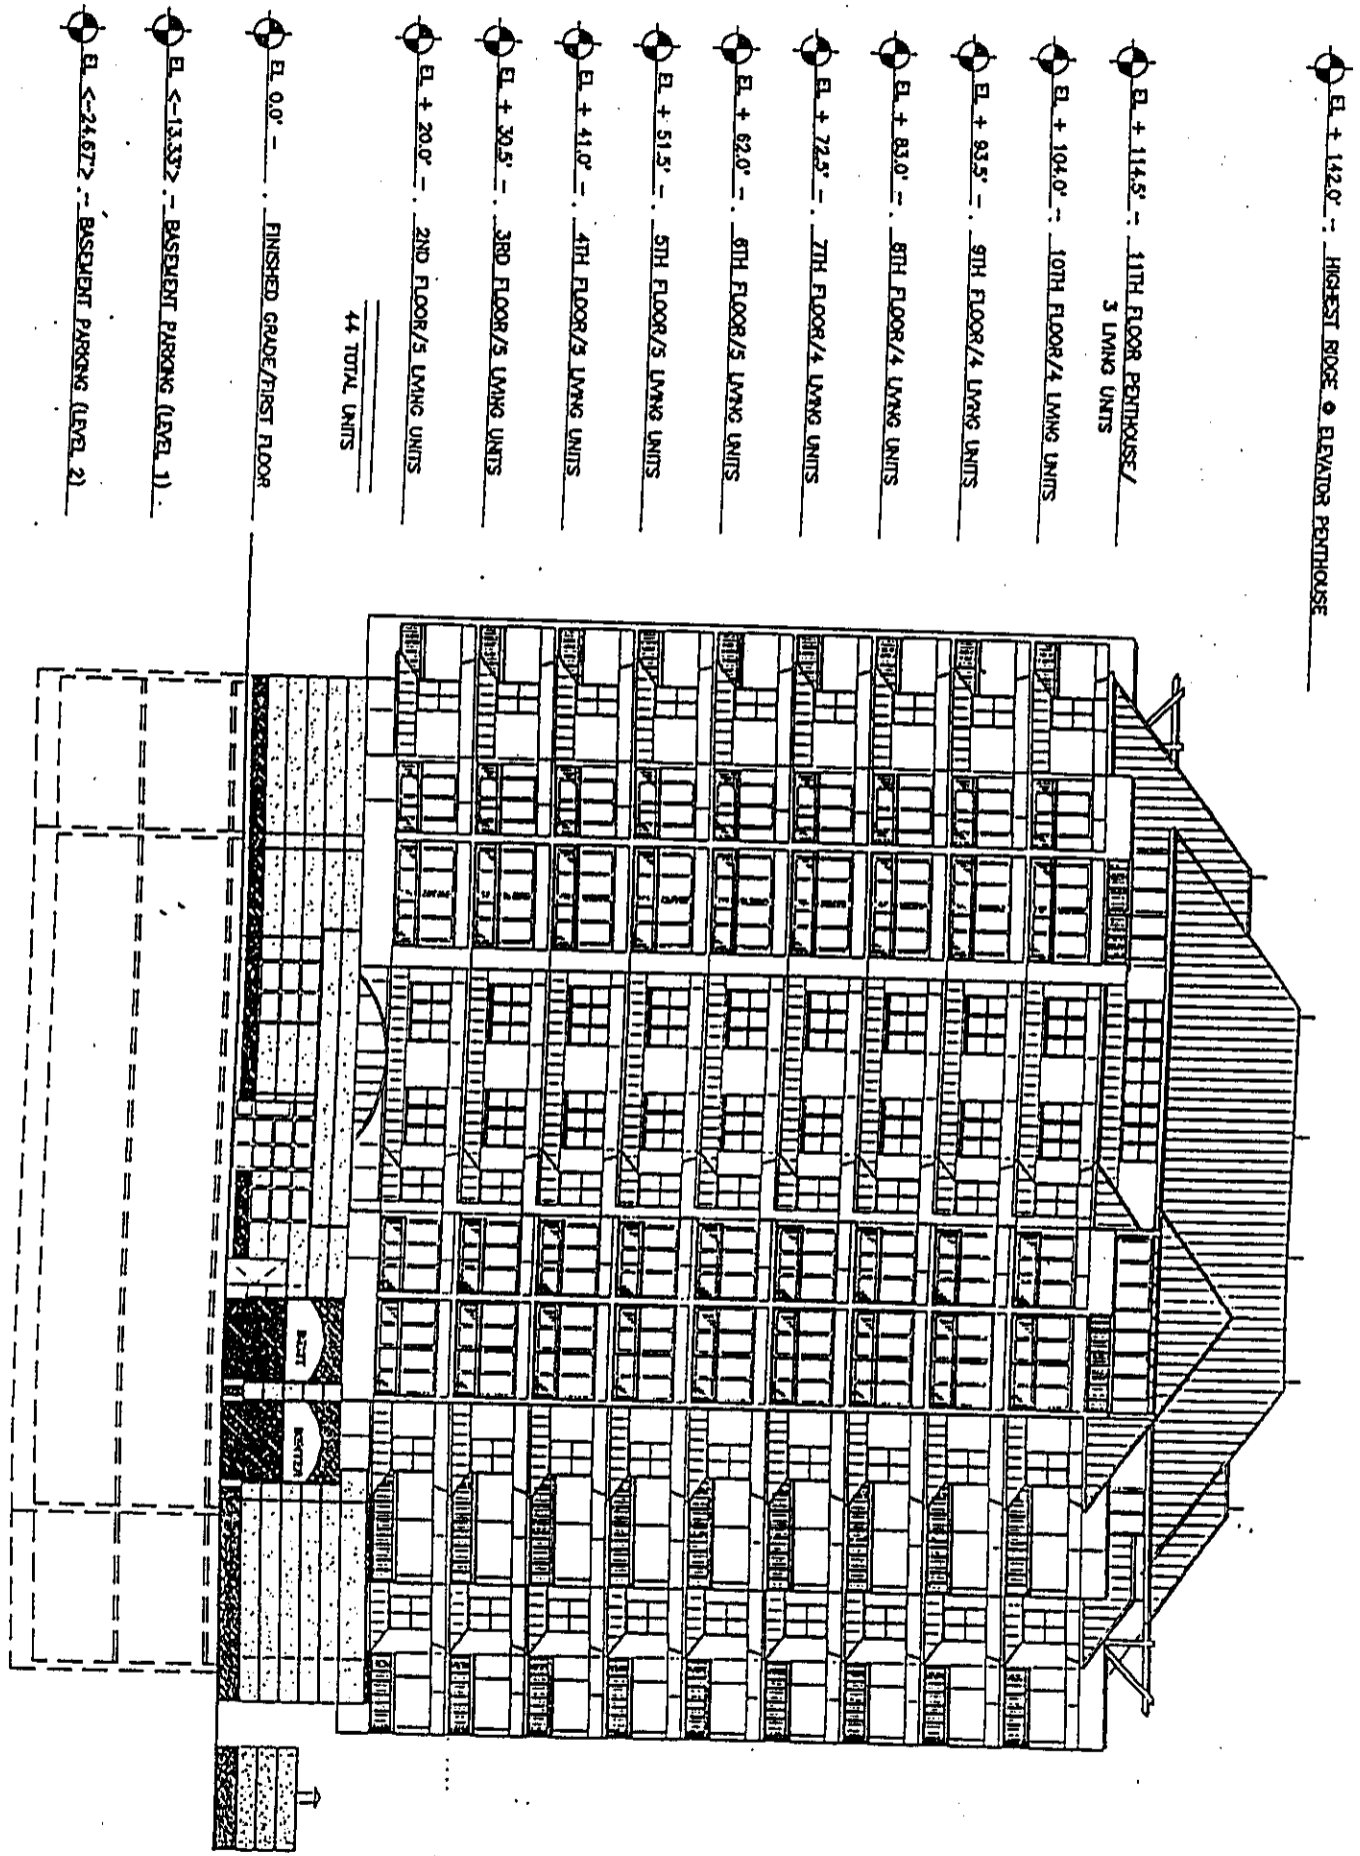 EL + 142.0' -. HIGHEST RIDGE @ ELEVATOR PENTHOUSE
EL + 114.5' -. 11TH FLOOR PENTHOUSE/
3 LIVING UNITS
EL + 104.0' -. 10TH FLOOR/4 LIVING UNITS
EL + 93.5' -. 9TH FLOOR/4 LIVING UNITS
EL + 83.0' -. 8TH FLOOR/4 LIVING UNITS
EL + 72.5' -. 7TH FLOOR/4 LIVING UNITS
EL + 62.0' -. 6TH FLOOR/5 LIVING UNITS
EL + 51.5' -. 5TH FLOOR/5 LIVING UNITS
EL + 41.0' -. 4TH FLOOR/5 LIVING UNITS
EL + 30.5' -. 3RD FLOOR/5 LIVING UNITS
EL + 20.0' -. 2ND FLOOR/5 LIVING UNITS
44 TOTAL UNITS
EL 0.0' -. FINISHED GRADE/FIRST FLOOR
EL <-13.33'> -. BASEMENT PARKING (LEVEL 1)
EL <-24.67'> -. BASEMENT PARKING (LEVEL 2)
EXIT
ENTER